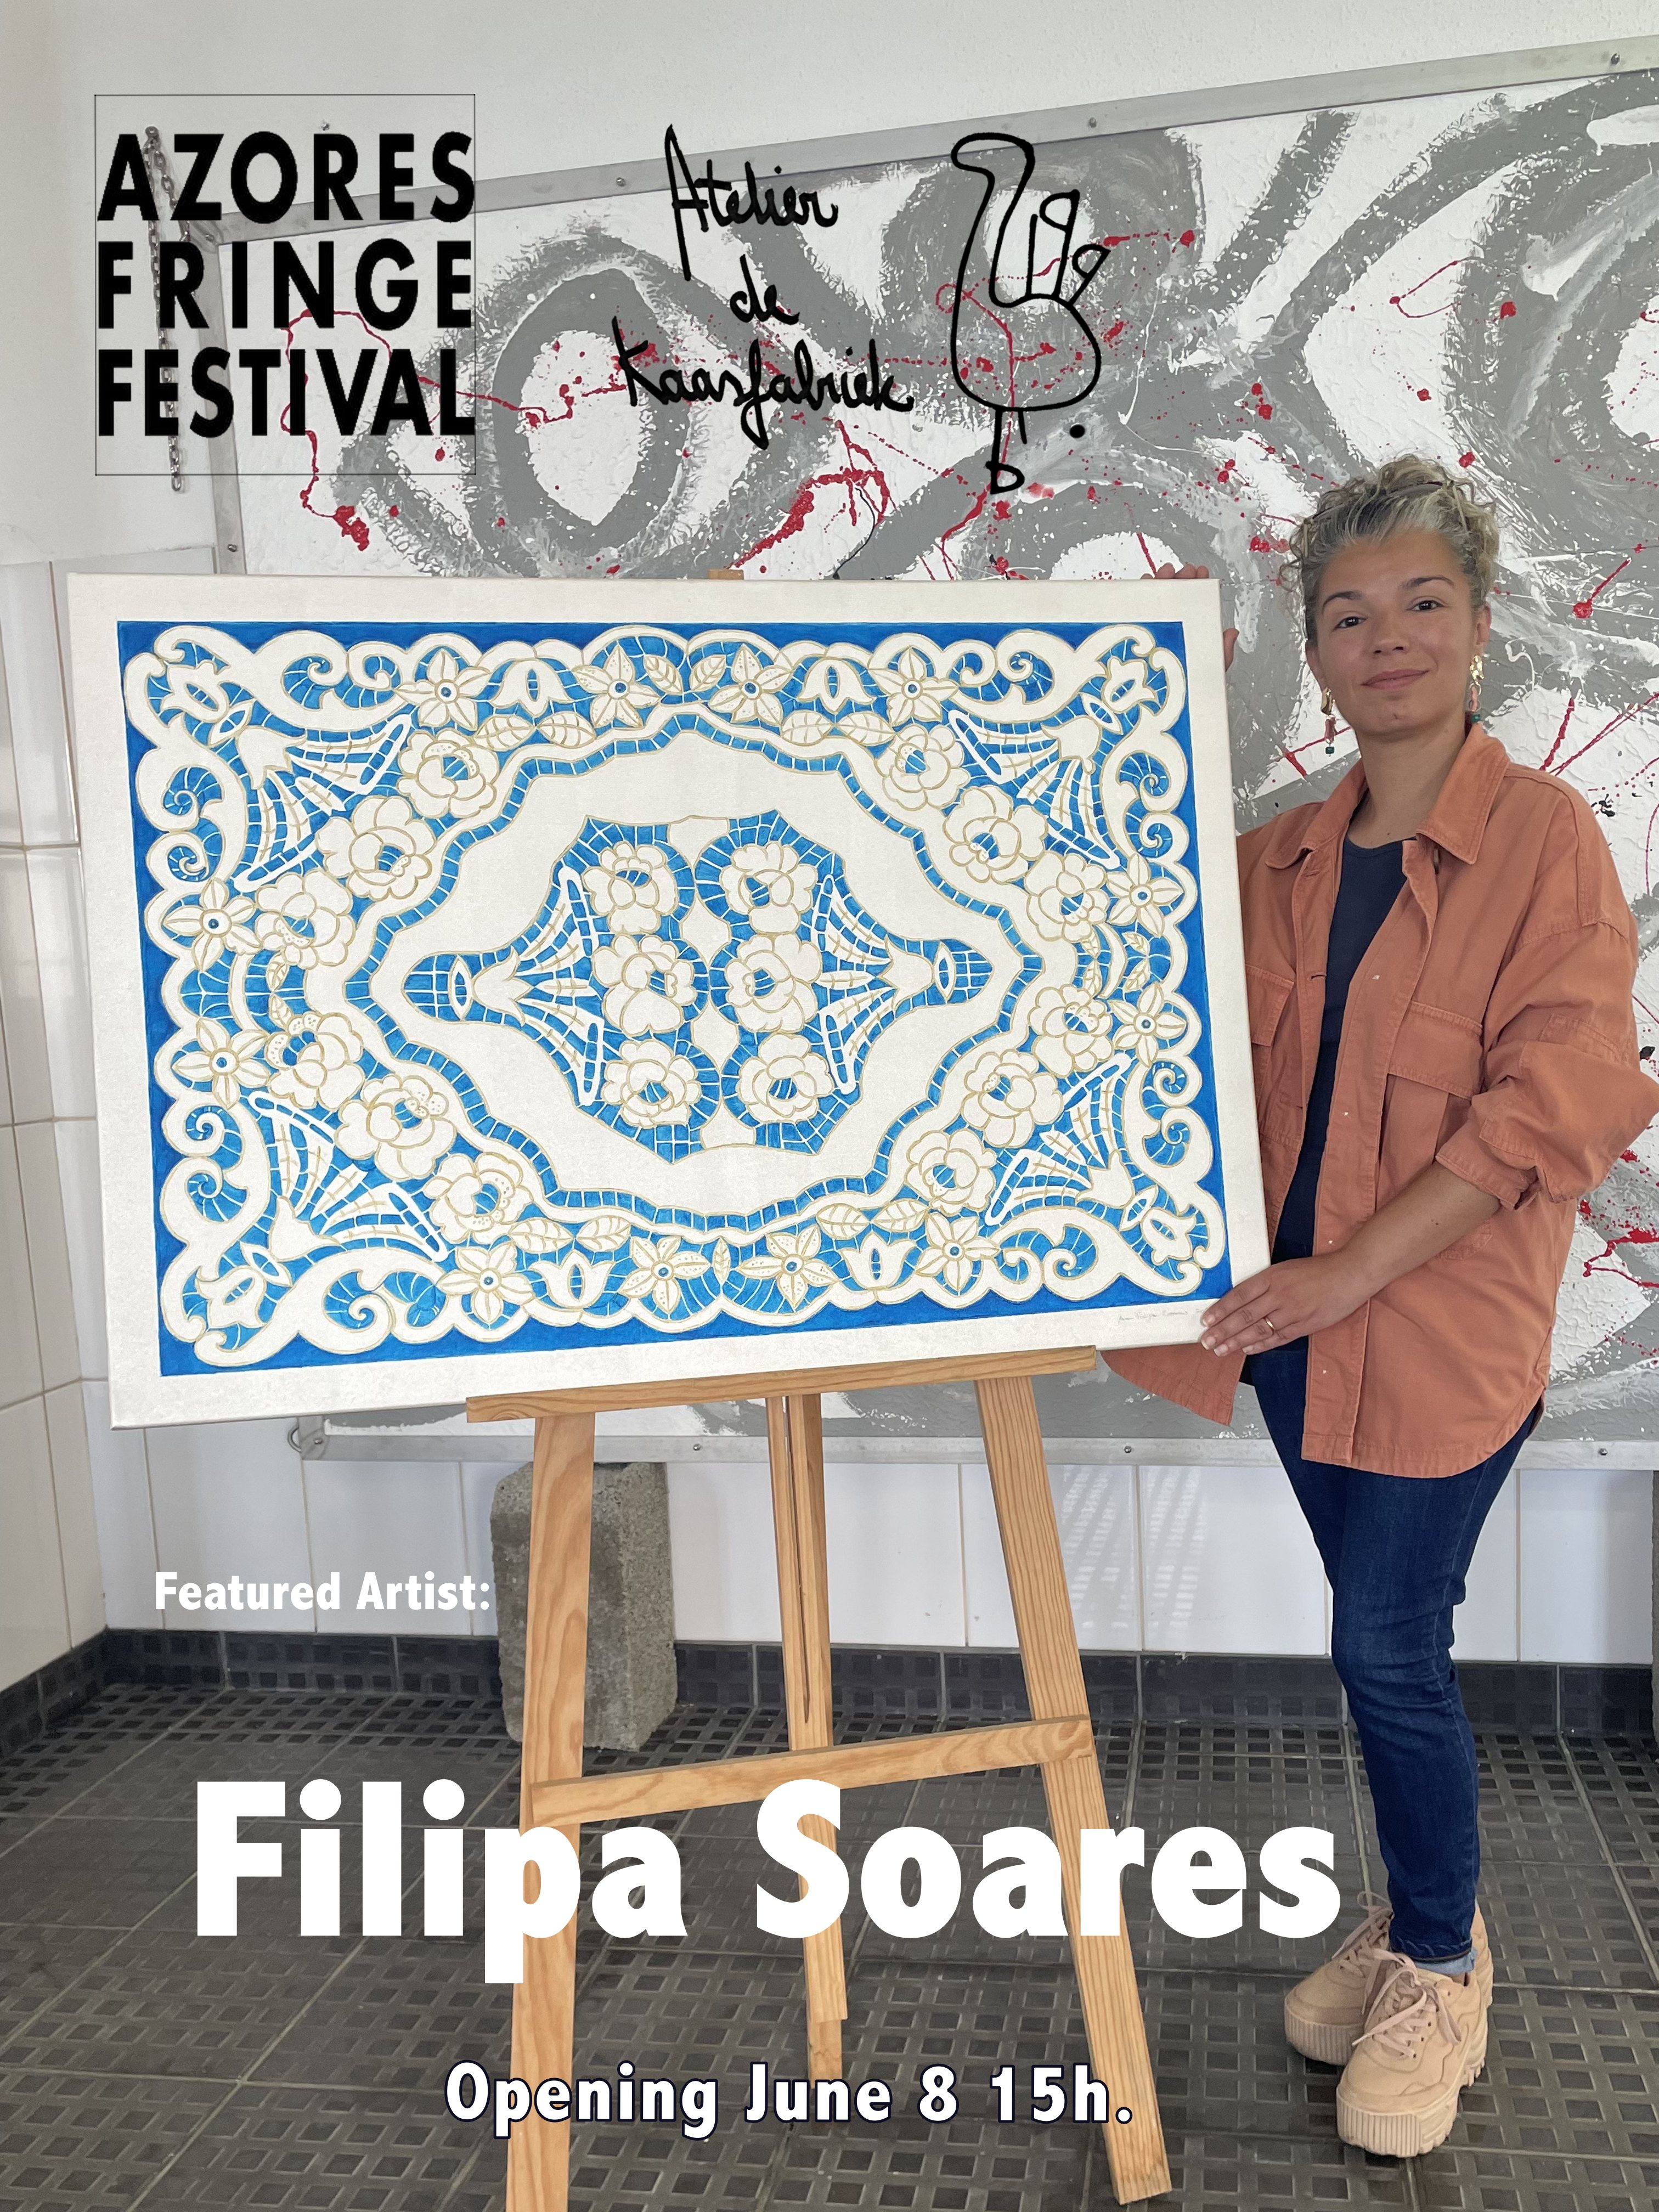 AZORES
FRINGE
FESTIVAL
Atelier
de
Kaasfabriek
Featured Artist:
Filipa Soares
Opening June 8 15h.